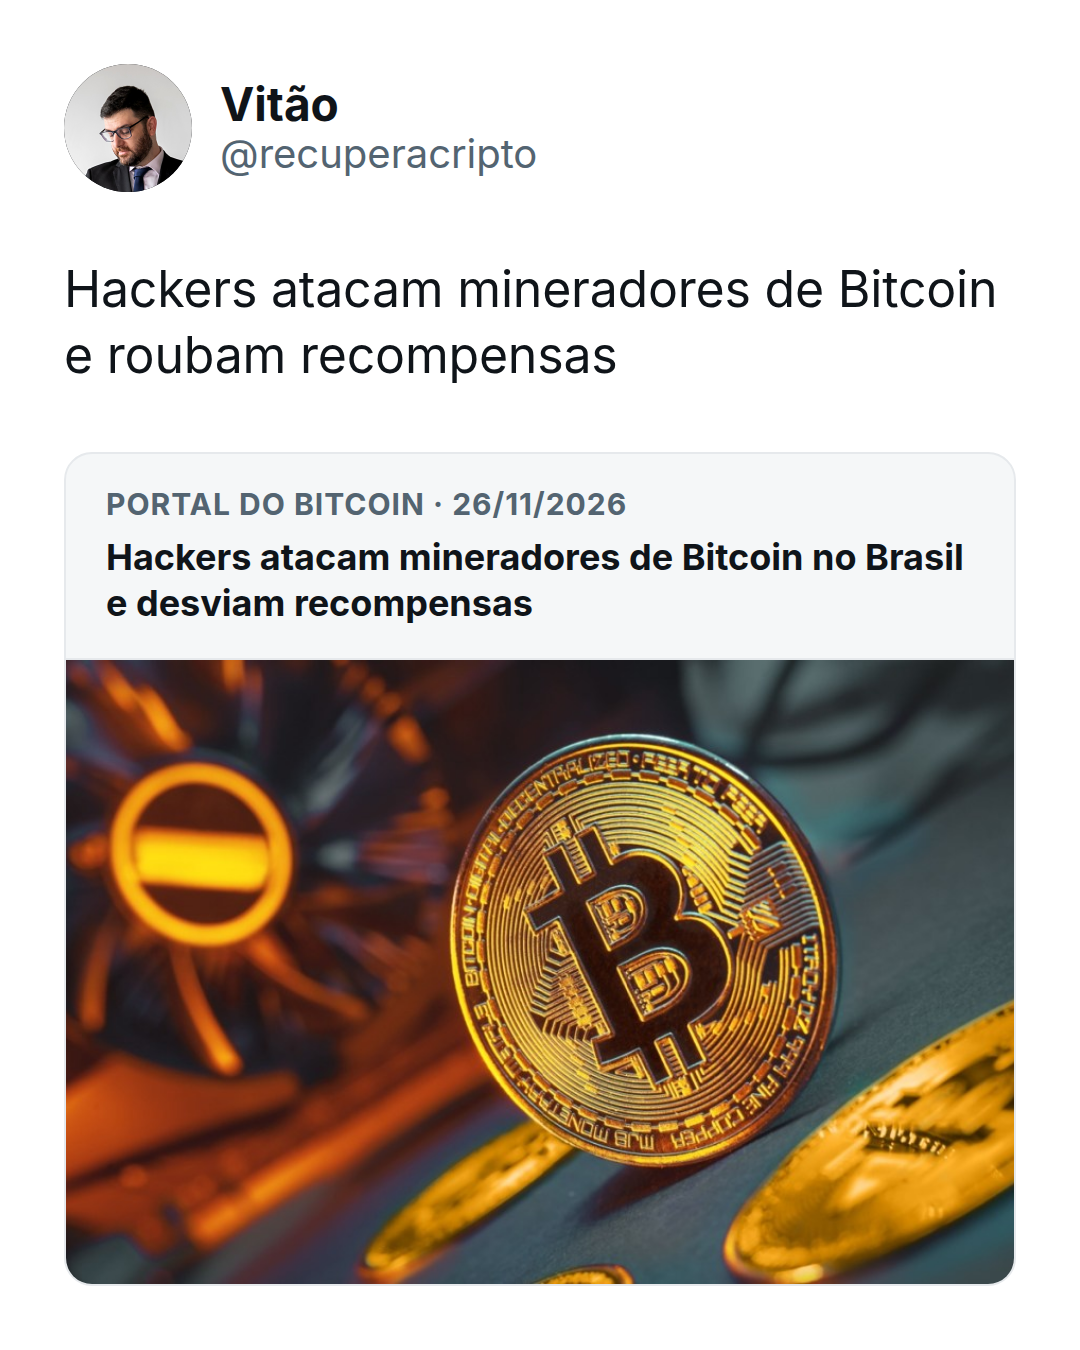 Vitão
@recuperacripto
Hackers atacam mineradores de Bitcoin
e roubam recompensas
PORTAL DO BITCOIN · 26/11/2026
Hackers atacam mineradores de Bitcoin no Brasil
e desviam recompensas